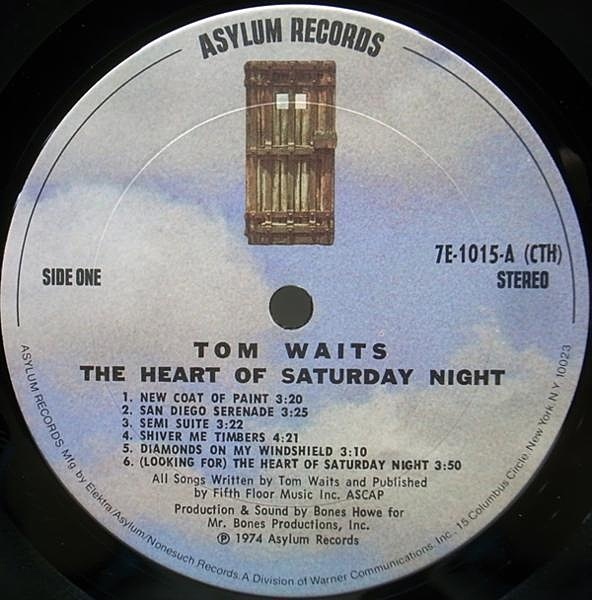 ASYLUM RECORDS
7E-1015-A (CTH)
SIDE ONE
STEREO
TOM WAITS
THE HEART OF SATURDAY NIGHT
1. NEW COAT OF PAINT 3:20
2. SAN DIEGO SERENADE 3:25
3. SEMI SUITE 3:22
4. SHIVER ME TIMBERS 4:21
5. DIAMONDS ON MY WINDSHIELD 3:10
6. (LOOKING FOR) THE HEART OF SATURDAY NIGHT 3:50
All Songs Written by Tom Waits and Published
by Fifth Floor Music Inc. ASCAP
Production & Sound by Bones Howe for
Mr. Bones Productions, Inc.
℗ 1974 Asylum Records
ASYLUM RECORDS Mfg by Elektra/Asylum/Nonesuch Records. A Division of Warner Communications, Inc. 15 Columbus Circle, New York, N Y 10023